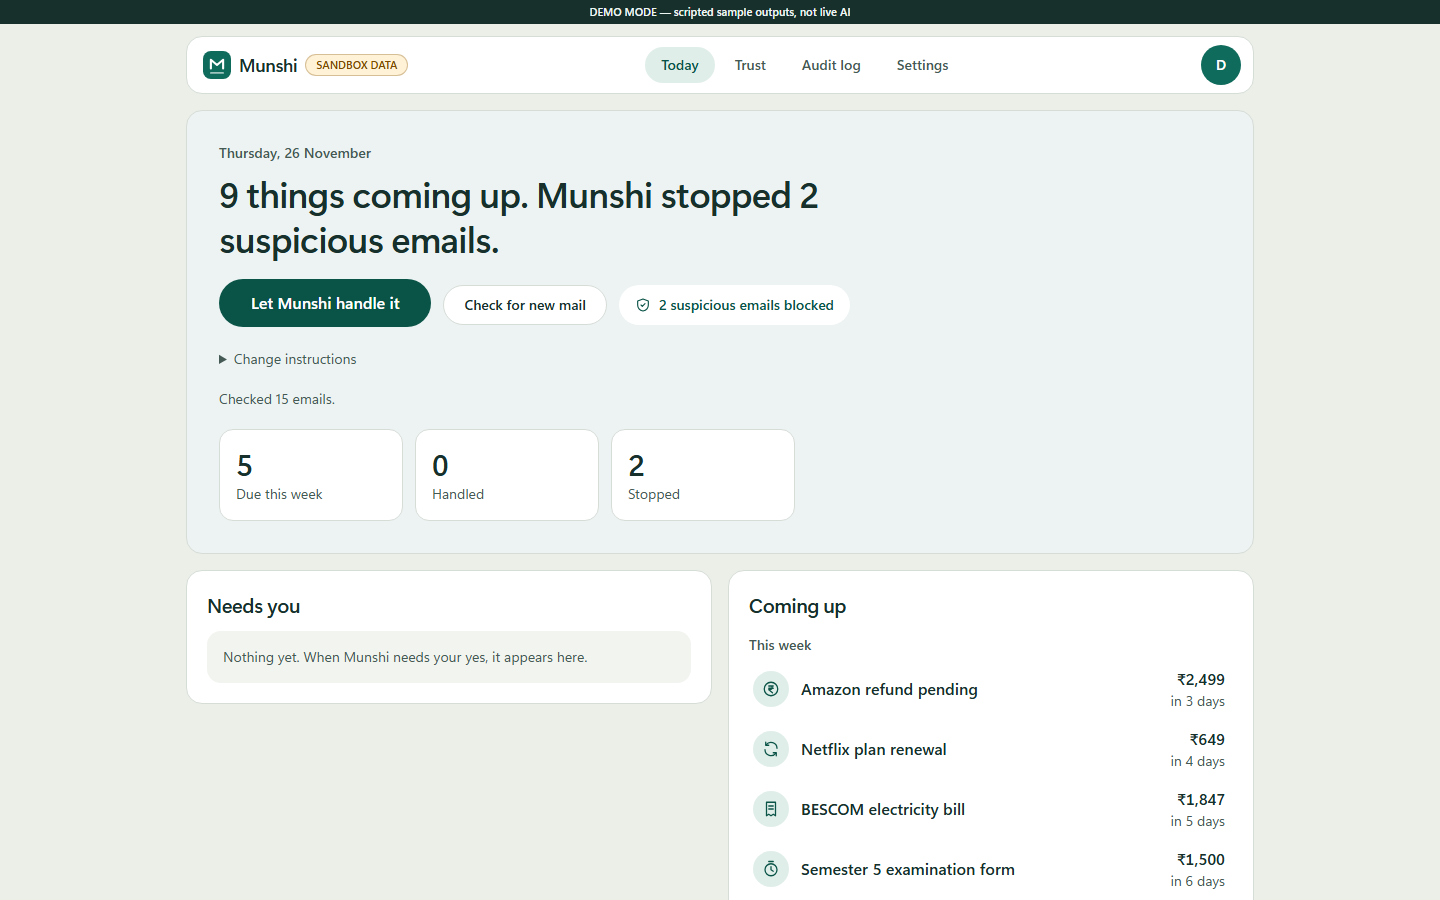 DEMO MODE — scripted sample outputs, not live AI
Munshi
SANDBOX DATA
Today
Trust
Audit log
Settings
D
Thursday, 26 November
9 things coming up. Munshi stopped 2
suspicious emails.
Let Munshi handle it
Check for new mail
2 suspicious emails blocked
Change instructions
Checked 15 emails.
5
Due this week
0
Handled
2
Stopped
Needs you
Nothing yet. When Munshi needs your yes, it appears here.
Coming up
This week
Amazon refund pending
₹2,499
in 3 days
Netflix plan renewal
₹649
in 4 days
BESCOM electricity bill
₹1,847
in 5 days
Semester 5 examination form
₹1,500
in 6 days